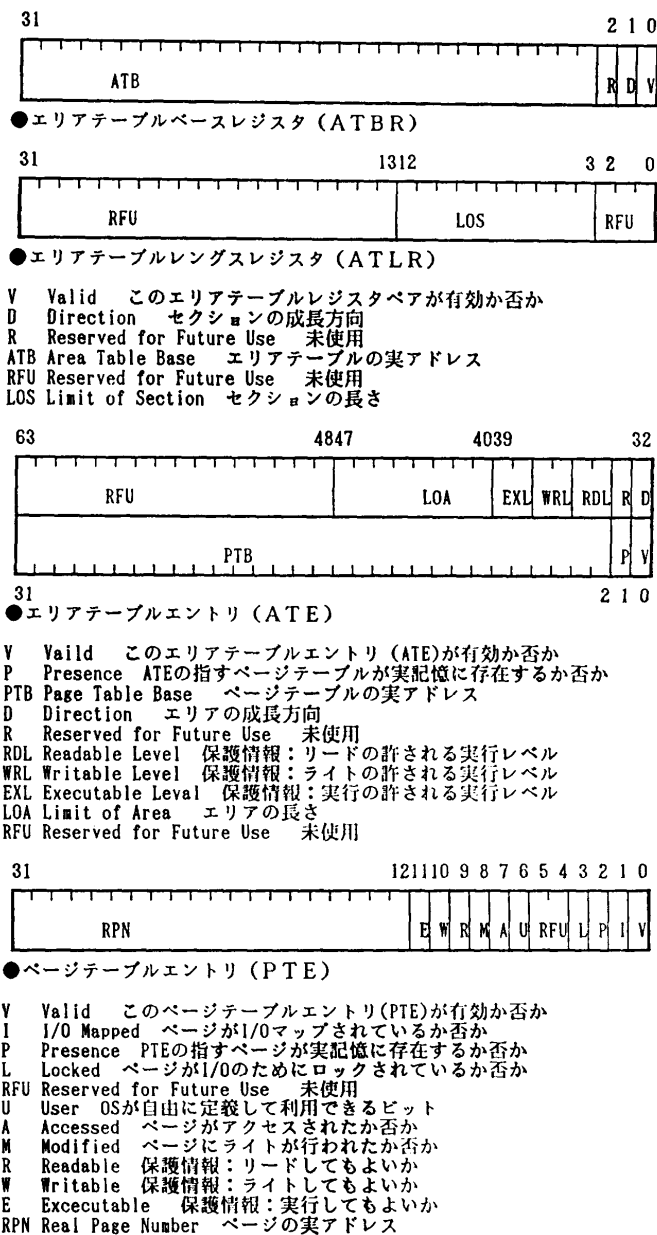 31 2 1 0
ATB R D V
●エリアテーブルベースレジスタ（ATBR）
31 1312 3 2 0
RFU LOS RFU
●エリアテーブルレングスレジスタ（ATLR）
V Valid このエリアテーブルレジスタペアが有効か否か
D Direction セクションの成長方向
R Reserved for Future Use 未使用
ATB Area Table Base エリアテーブルの実アドレス
RFU Reserved for Future Use 未使用
LOS Limit of Section セクションの長さ
63 4847 4039 32
RFU LOA EXL WRL RDL R D
PTB P V
31 2 1 0
●エリアテーブルエントリ（ATE）
V Vaild このエリアテーブルエントリ(ATE)が有効か否か
P Presence ATEの指すページテーブルが実記憶に存在するか否か
PTB Page Table Base ページテーブルの実アドレス
D Direction エリアの成長方向
R Reserved for Future Use 未使用
RDL Readable Level 保護情報：リードの許される実行レベル
WRL Writable Level 保護情報：ライトの許される実行レベル
EXL Executable Leval 保護情報：実行の許される実行レベル
LOA Limit of Area エリアの長さ
RFU Reserved for Future Use 未使用
31 121110 9 8 7 6 5 4 3 2 1 0
RPN E W R M A U RFU L P I V
●ページテーブルエントリ（PTE）
V Valid このページテーブルエントリ(PTE)が有効か否か
I I/O Mapped ページがI/Oマップされているか否か
P Presence PTEの指すページが実記憶に存在するか否か
L Locked ページがI/Oのためにロックされているか否か
RFU Reserved for Future Use 未使用
U User OSが自由に定義して利用できるビット
A Accessed ページがアクセスされたか否か
M Modified ページにライトが行われたか否か
R Readable 保護情報：リードしてもよいか
W Writable 保護情報：ライトしてもよいか
E Excecutable 保護情報：実行してもよいか
RPN Real Page Number ページの実アドレス